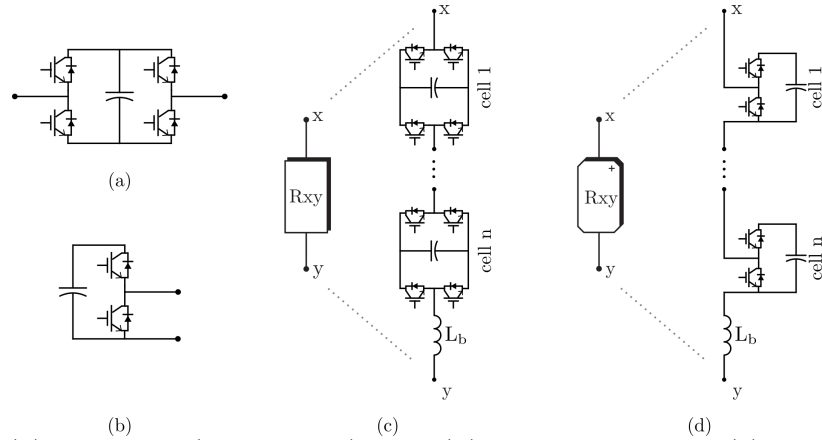 (a)
(b)
x
Rxy
y
x
cell 1
cell n
L_b
y
(c)
x
+
Rxy
y
x
cell 1
cell n
L_b
y
(d)